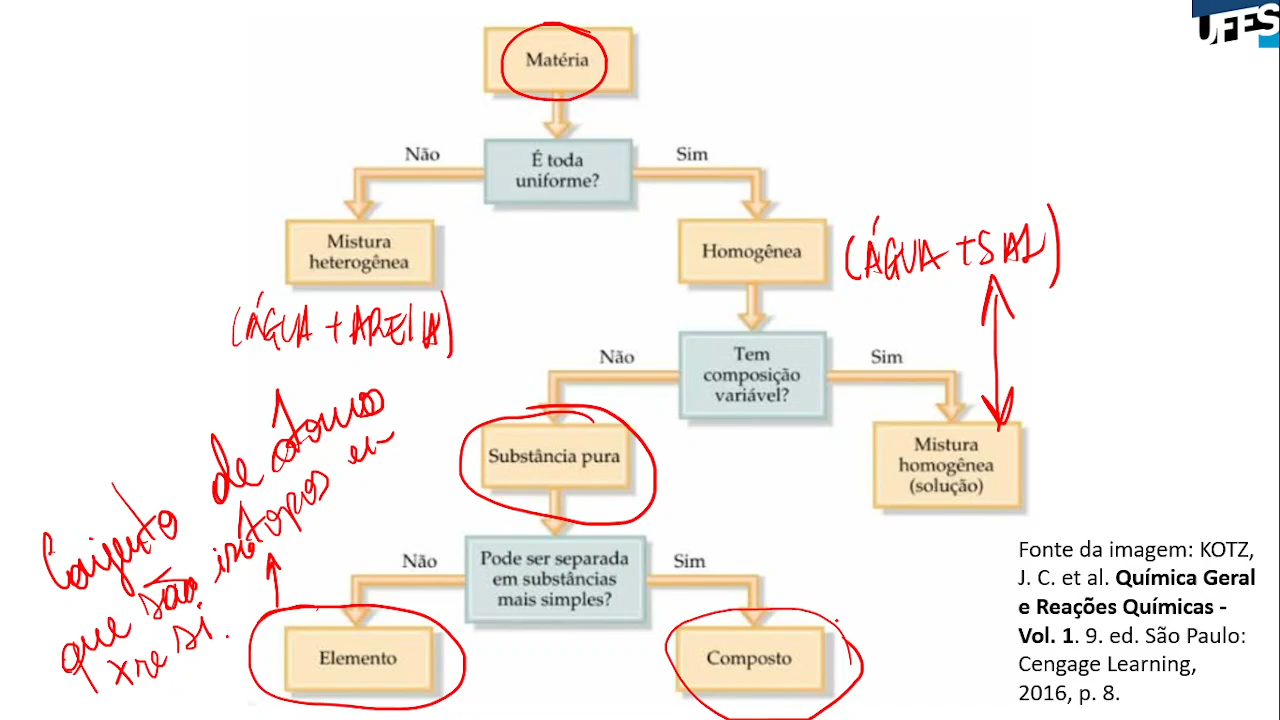 UFES
Matéria
É toda
uniforme?
Não
Sim
Mistura
heterogênea
(ÁGUA + AREIA)
Homogênea
(ÁGUA + SAL)
Tem
composição
variável?
Não
Sim
Substância pura
Mistura
homogênea
(solução)
Pode ser separada
em substâncias
mais simples?
Não
Sim
Elemento
Composto
Conjunto de átomos
que são isótopos en-
tre si.
Fonte da imagem: KOTZ,
J. C. et al. Química Geral
e Reações Químicas -
Vol. 1. 9. ed. São Paulo:
Cengage Learning,
2016, p. 8.